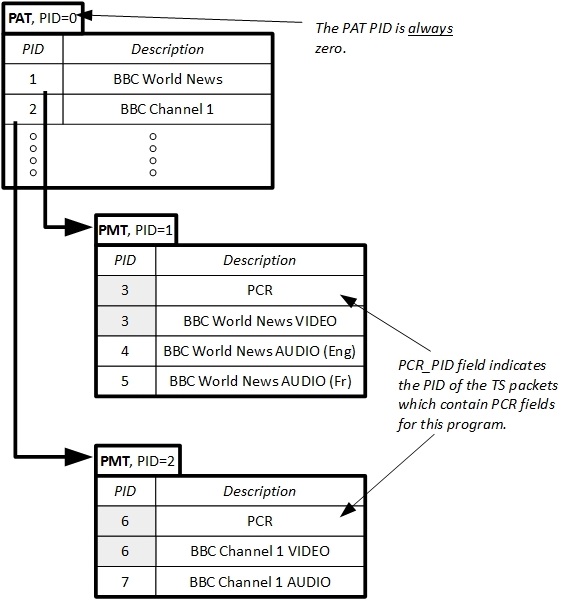 PAT, PID=0
The PAT PID is always
zero.
PID Description
1 BBC World News
2 BBC Channel 1
PMT, PID=1
PID Description
3 PCR
3 BBC World News VIDEO
4 BBC World News AUDIO (Eng)
5 BBC World News AUDIO (Fr)
PCR_PID field indicates
the PID of the TS packets
which contain PCR fields
for this program.
PMT, PID=2
PID Description
6 PCR
6 BBC Channel 1 VIDEO
7 BBC Channel 1 AUDIO